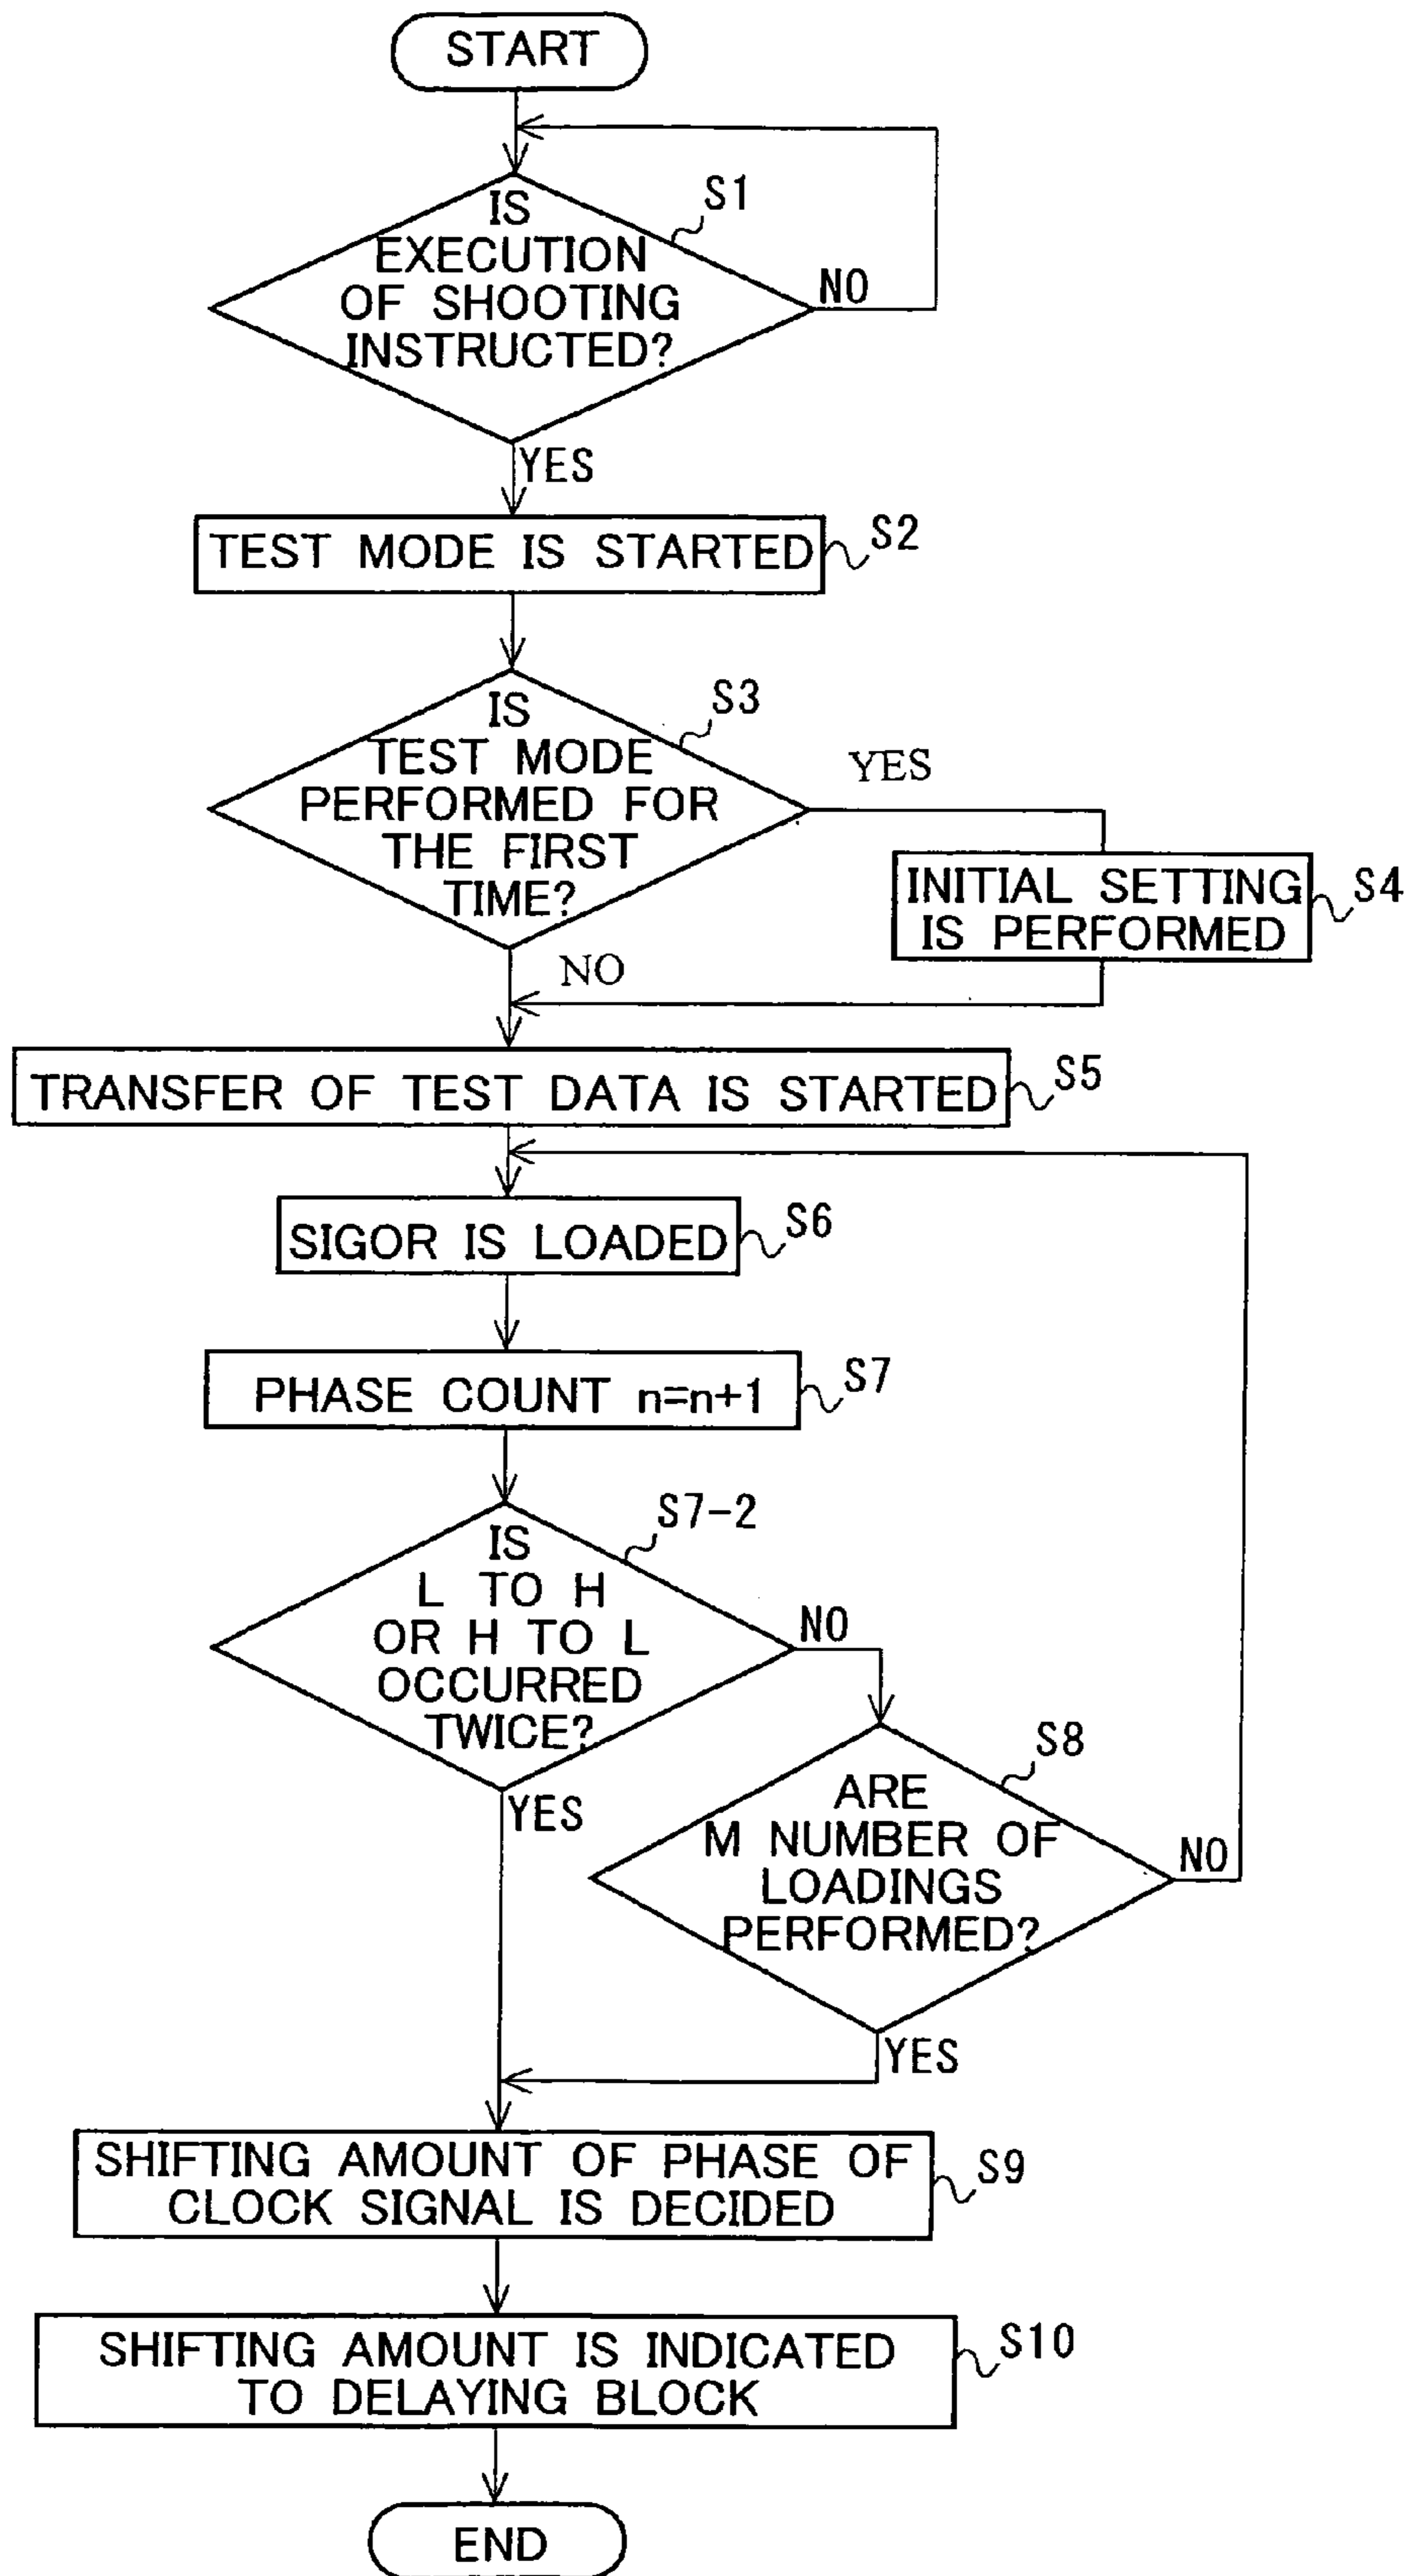 START
S1
IS
EXECUTION
OF SHOOTING
INSTRUCTED?
NO
YES
TEST MODE IS STARTED
S2
S3
IS
TEST MODE
PERFORMED FOR
THE FIRST
TIME?
YES
INITIAL SETTING
IS PERFORMED
S4
NO
TRANSFER OF TEST DATA IS STARTED
S5
SIGOR IS LOADED
S6
PHASE COUNT n=n+1
S7
S7-2
IS
L TO H
OR H TO L
OCCURRED
TWICE?
NO
YES
S8
ARE
M NUMBER OF
LOADINGS
PERFORMED?
NO
YES
SHIFTING AMOUNT OF PHASE OF
CLOCK SIGNAL IS DECIDED
S9
SHIFTING AMOUNT IS INDICATED
TO DELAYING BLOCK
S10
END